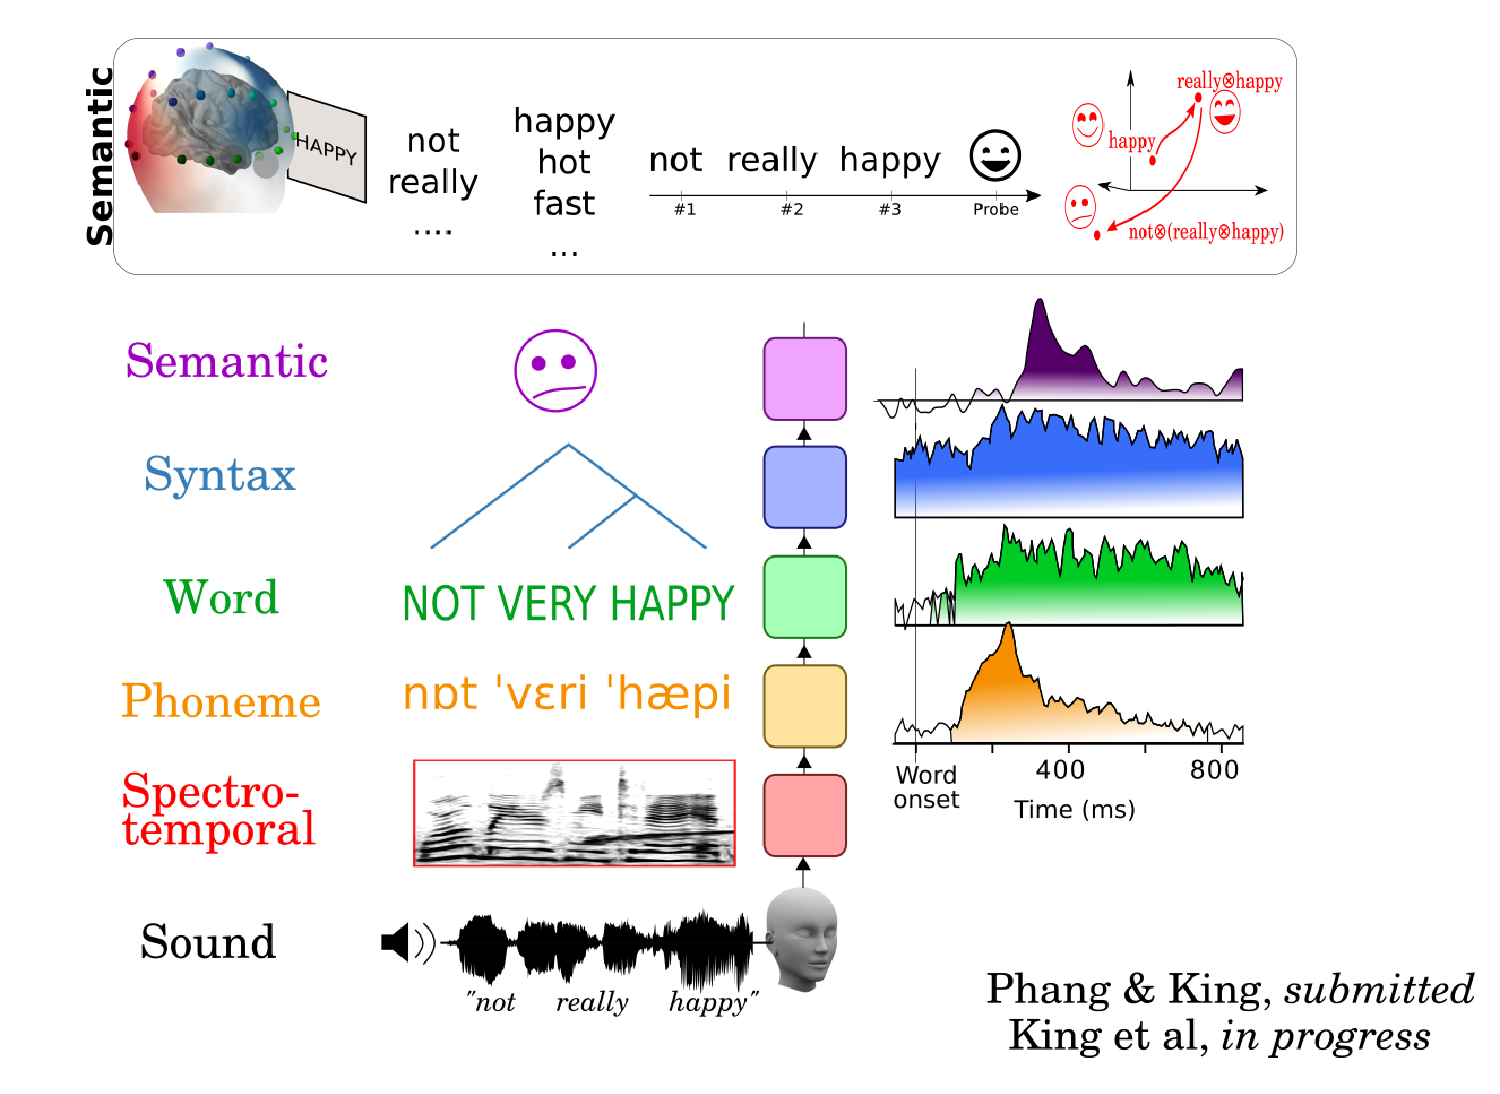 Semantic
HAPPY
not
really
....
happy
hot
fast
...
not really happy
#1 #2 #3 Probe
really⊗happy
happy
not⊗(really⊗happy)
Semantic
Syntax
Word
NOT VERY HAPPY
Phoneme
nɒt ˈvɛri ˈhæpi
Spectro-
temporal
Sound
"not really happy"
400 800
Word
onset
Time (ms)
Phang & King, submitted
King et al, in progress